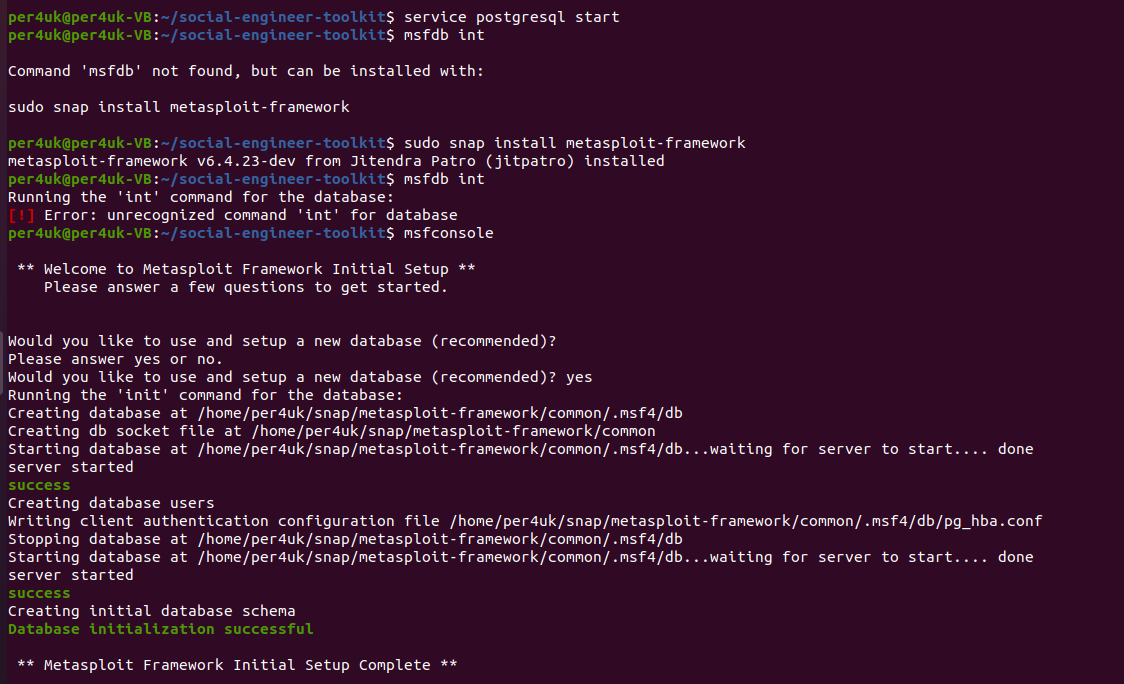 per4uk@per4uk-VB:~/social-engineer-toolkit$ service postgresql start
per4uk@per4uk-VB:~/social-engineer-toolkit$ msfdb int
Command 'msfdb' not found, but can be installed with:
sudo snap install metasploit-framework
per4uk@per4uk-VB:~/social-engineer-toolkit$ sudo snap install metasploit-framework
metasploit-framework v6.4.23-dev from Jitendra Patro (jitpatro) installed
per4uk@per4uk-VB:~/social-engineer-toolkit$ msfdb int
Running the 'int' command for the database:
[!] Error: unrecognized command 'int' for database
per4uk@per4uk-VB:~/social-engineer-toolkit$ msfconsole
** Welcome to Metasploit Framework Initial Setup **
Please answer a few questions to get started.
Would you like to use and setup a new database (recommended)?
Please answer yes or no.
Would you like to use and setup a new database (recommended)? yes
Running the 'init' command for the database:
Creating database at /home/per4uk/snap/metasploit-framework/common/.msf4/db
Creating db socket file at /home/per4uk/snap/metasploit-framework/common
Starting database at /home/per4uk/snap/metasploit-framework/common/.msf4/db...waiting for server to start.... done
server started
success
Creating database users
Writing client authentication configuration file /home/per4uk/snap/metasploit-framework/common/.msf4/db/pg_hba.conf
Stopping database at /home/per4uk/snap/metasploit-framework/common/.msf4/db
Starting database at /home/per4uk/snap/metasploit-framework/common/.msf4/db...waiting for server to start.... done
server started
success
Creating initial database schema
Database initialization successful
** Metasploit Framework Initial Setup Complete **